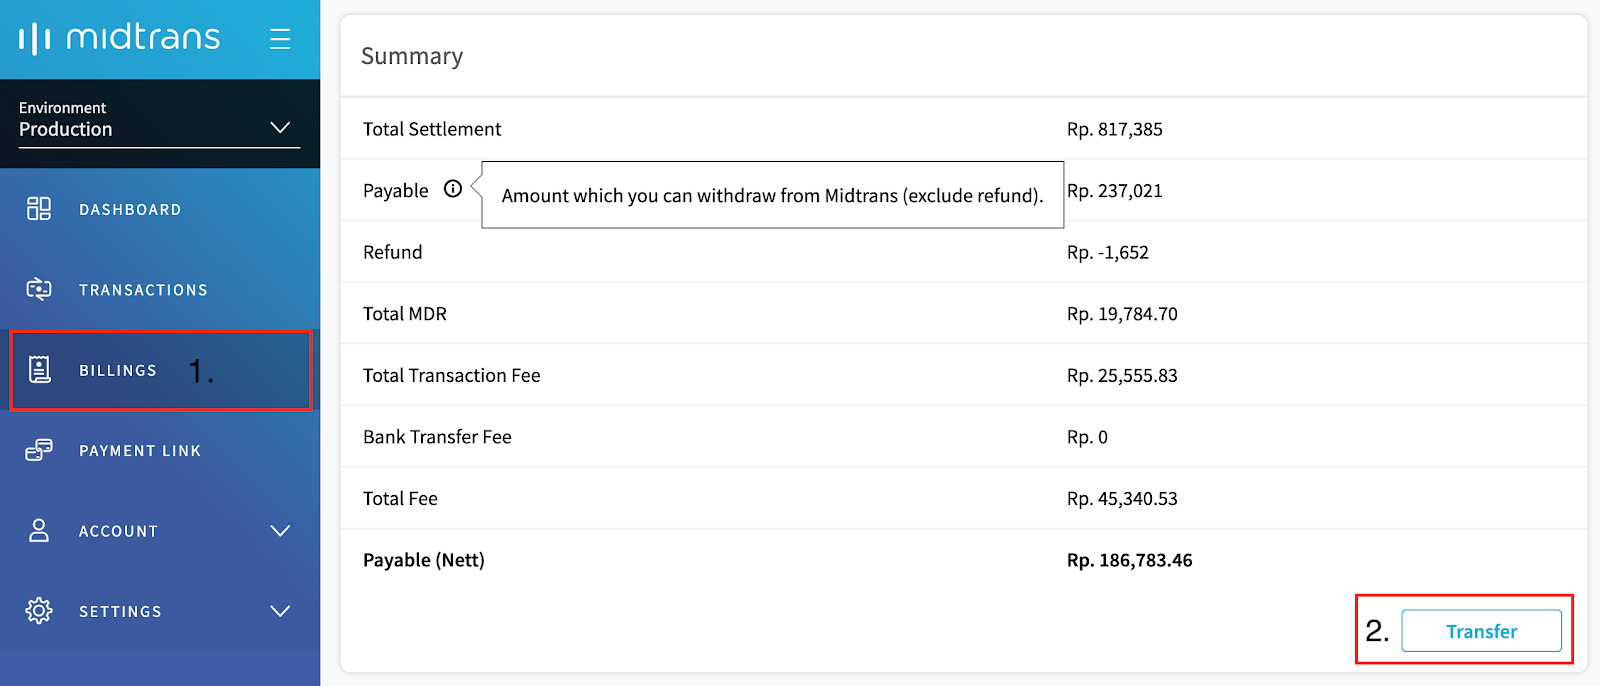 midtrans
Environment
Production
DASHBOARD
TRANSACTIONS
BILLINGS 1.
PAYMENT LINK
ACCOUNT
SETTINGS
Summary
Total Settlement Rp. 817,385
Payable Amount which you can withdraw from Midtrans (exclude refund). Rp. 237,021
Refund Rp. -1,652
Total MDR Rp. 19,784.70
Total Transaction Fee Rp. 25,555.83
Bank Transfer Fee Rp. 0
Total Fee Rp. 45,340.53
Payable (Nett) Rp. 186,783.46
2. Transfer